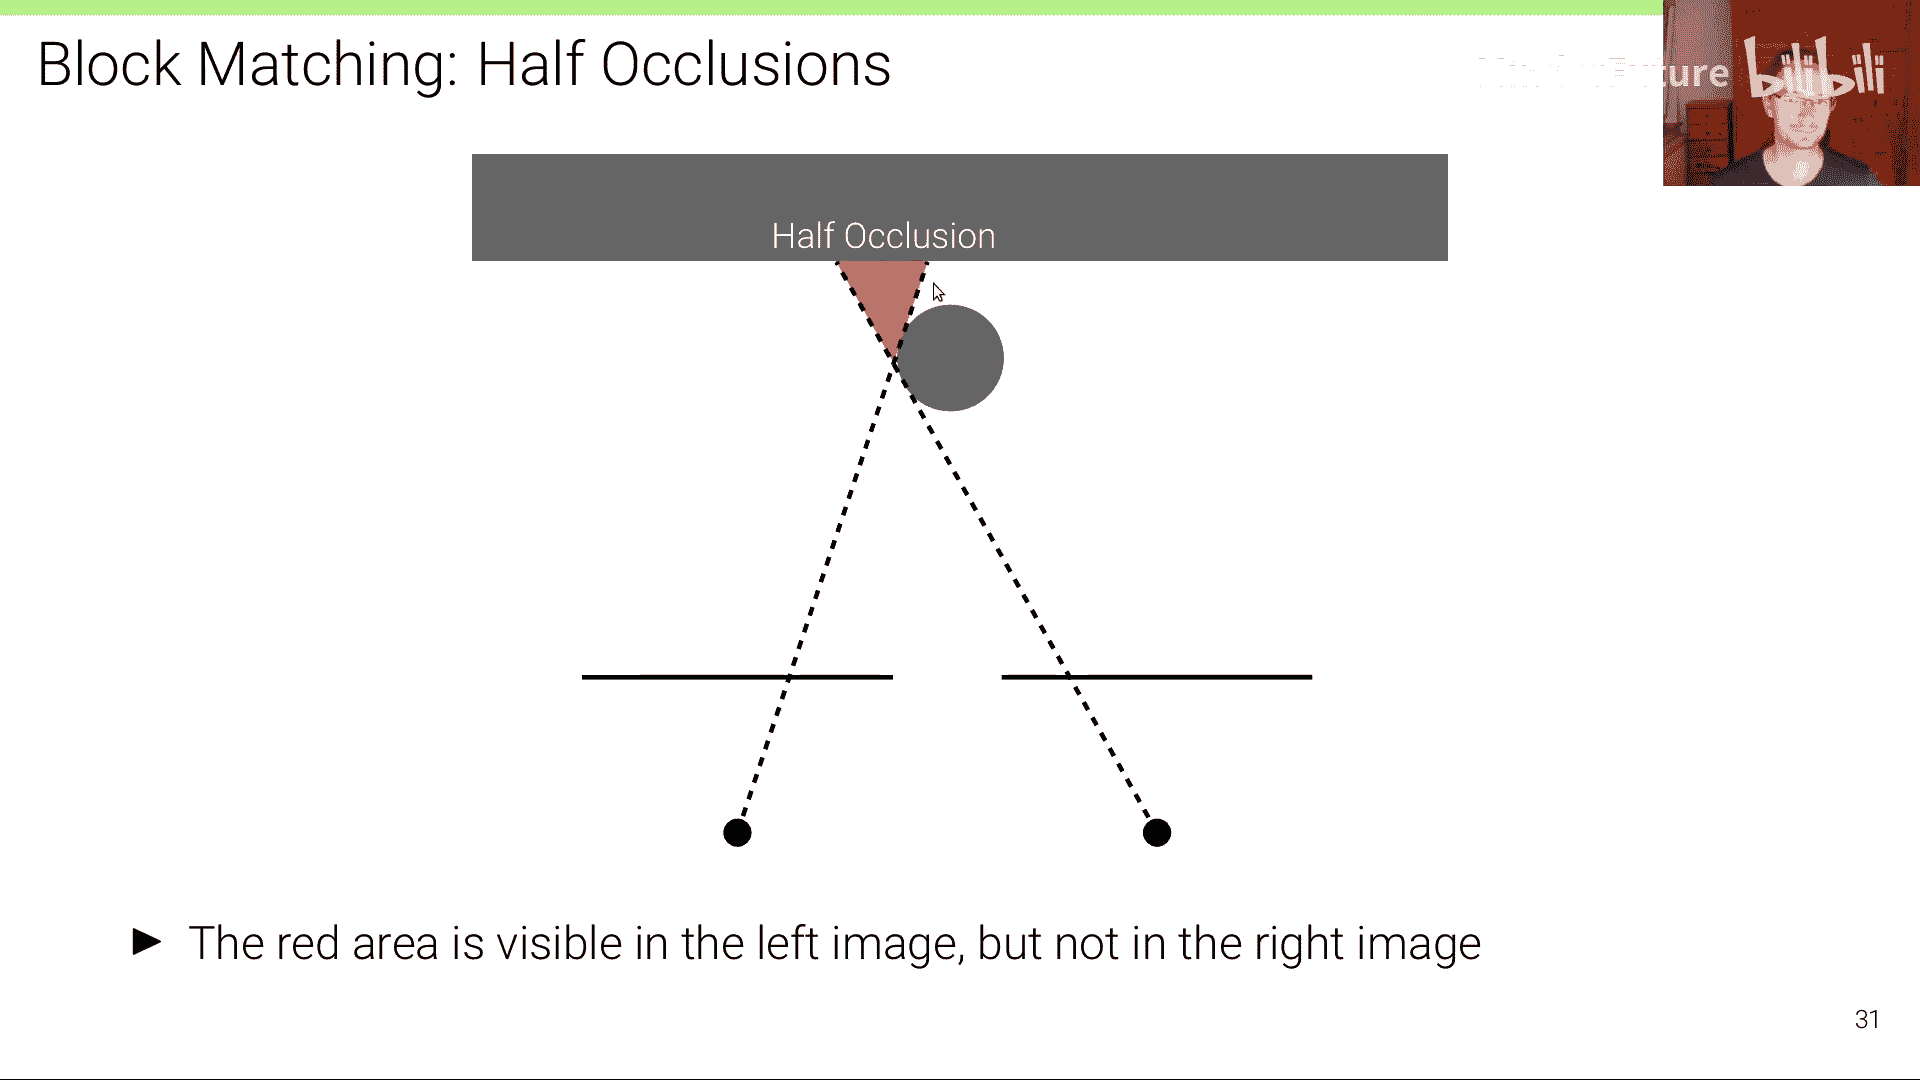 Block Matching: Half Occlusions
bilibili
Half Occlusion
► The red area is visible in the left image, but not in the right image
31